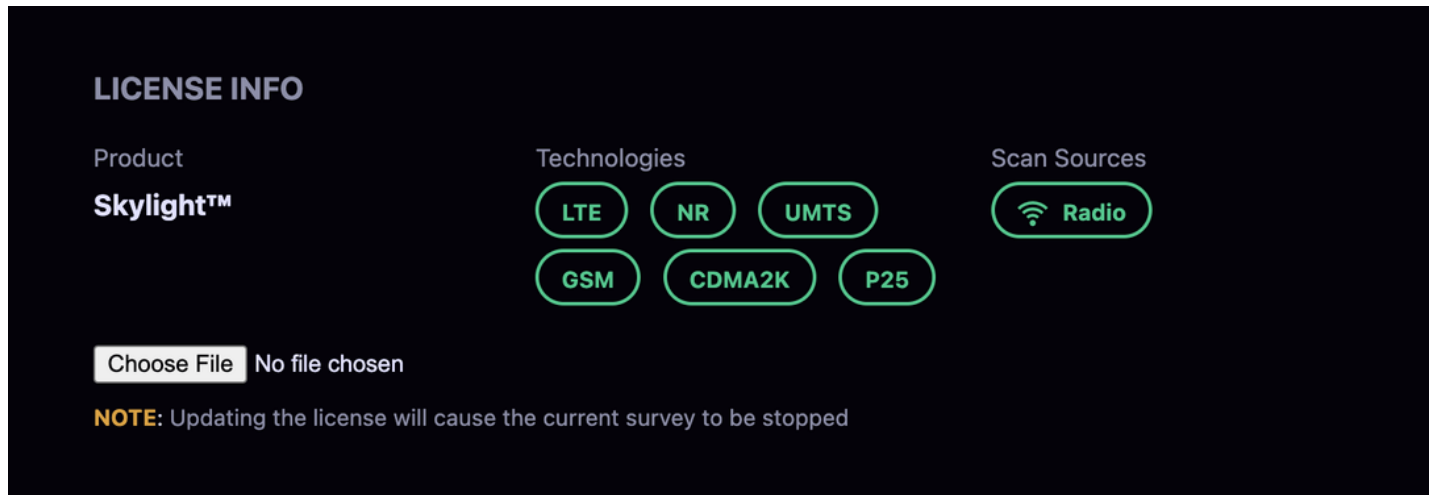 LICENSE INFO
Product
Skylight™
Technologies
LTE NR UMTS
GSM CDMA2K P25
Scan Sources
Radio
Choose File No file chosen
NOTE: Updating the license will cause the current survey to be stopped